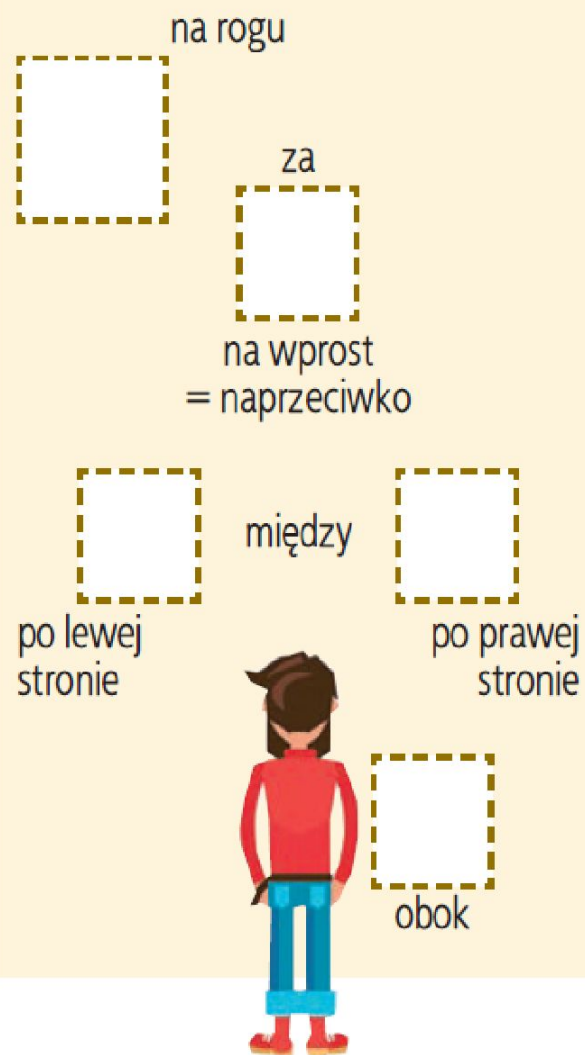 na rogu
za
na wprost
= naprzeciwko
między
po lewej
stronie
po prawej
stronie
obok